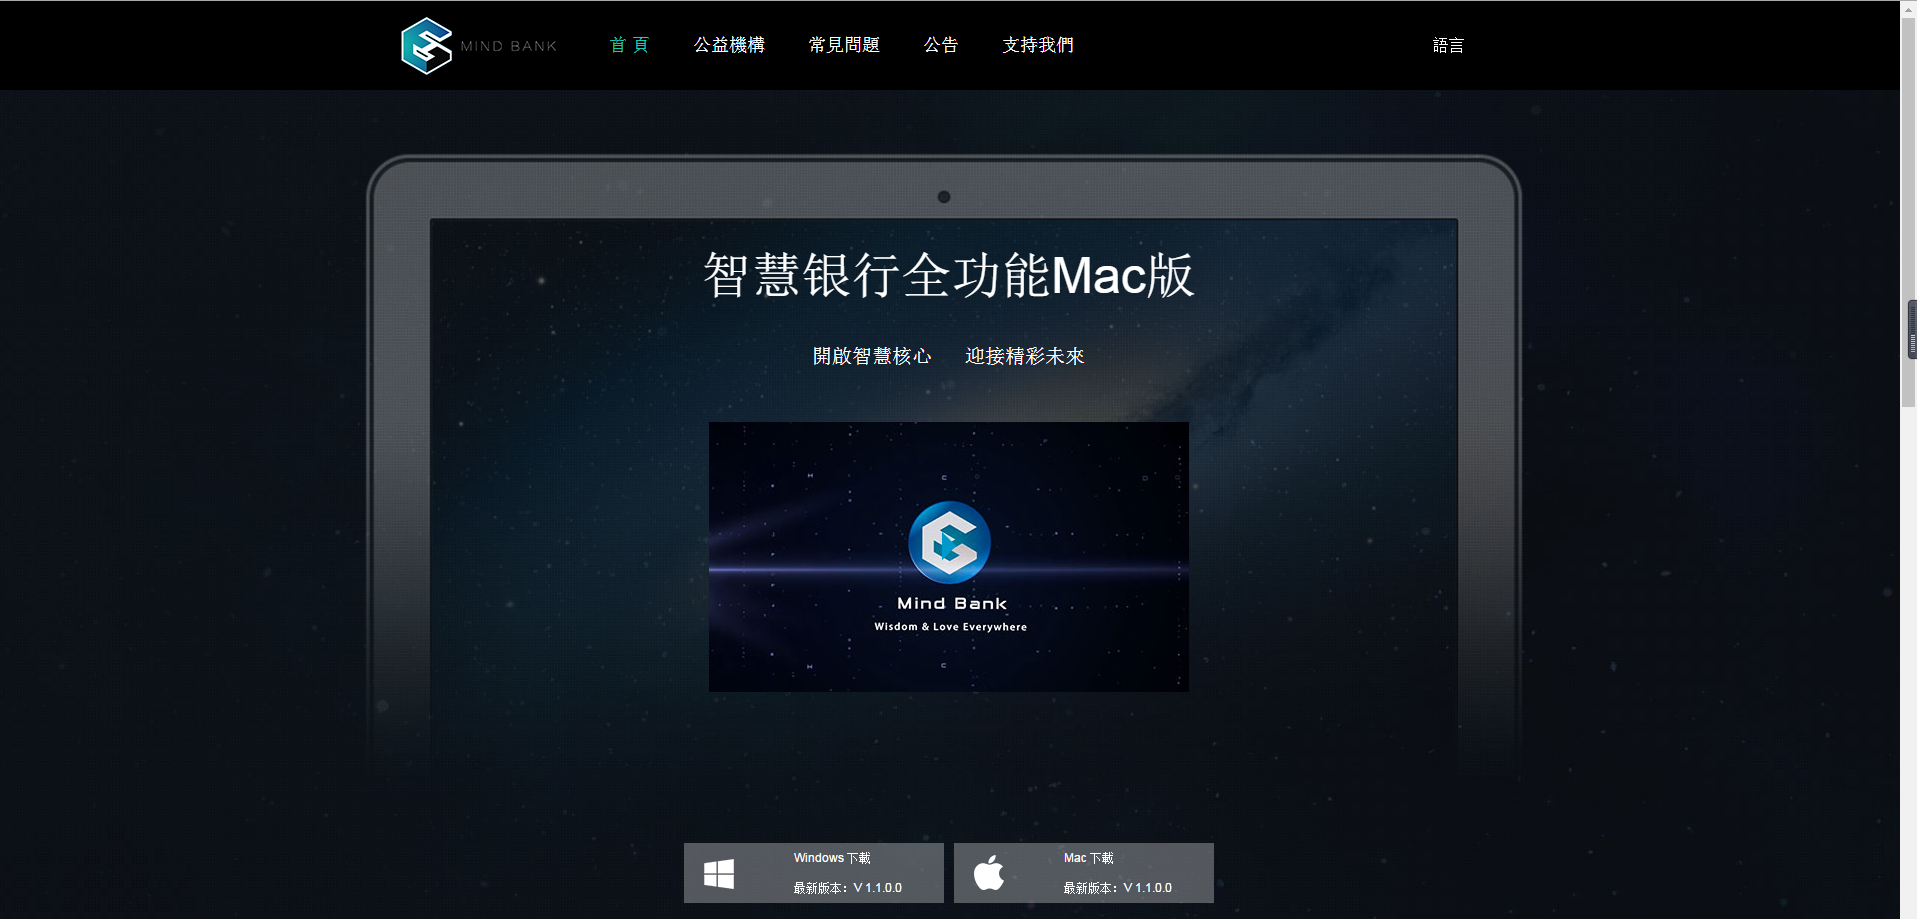 MIND BANK
首 頁
公益機構
常見問題
公告
支持我們
語言
智慧银行全功能Mac版
開啟智慧核心 迎接精彩未來
Mind Bank
Wisdom & Love Everywhere
Windows 下載
最新版本：V 1.1.0.0
Mac 下載
最新版本：V 1.1.0.0